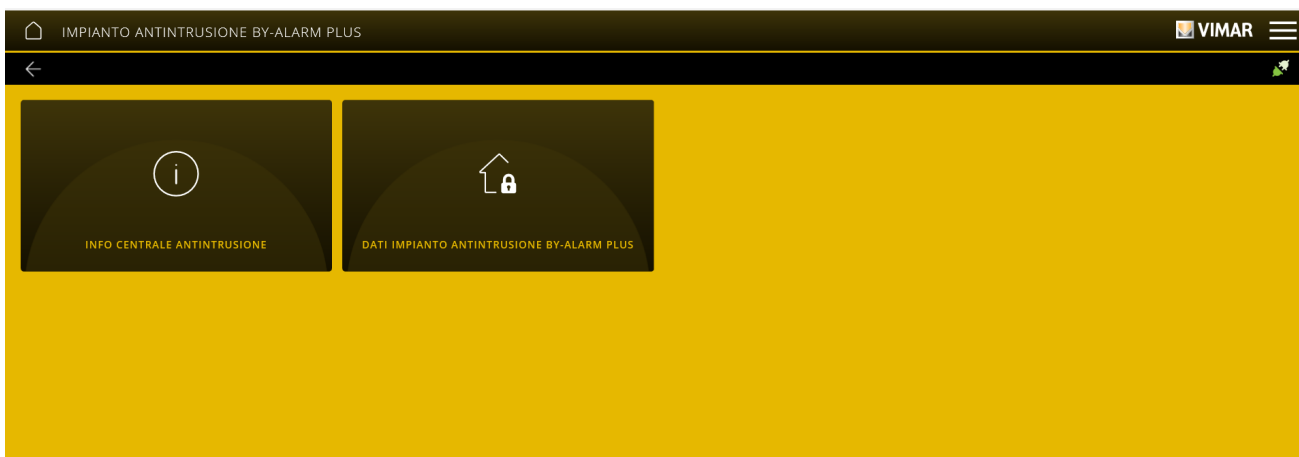 IMPIANTO ANTINTRUSIONE BY-ALARM PLUS
VIMAR
INFO CENTRALE ANTINTRUSIONE
DATI IMPIANTO ANTINTRUSIONE BY-ALARM PLUS